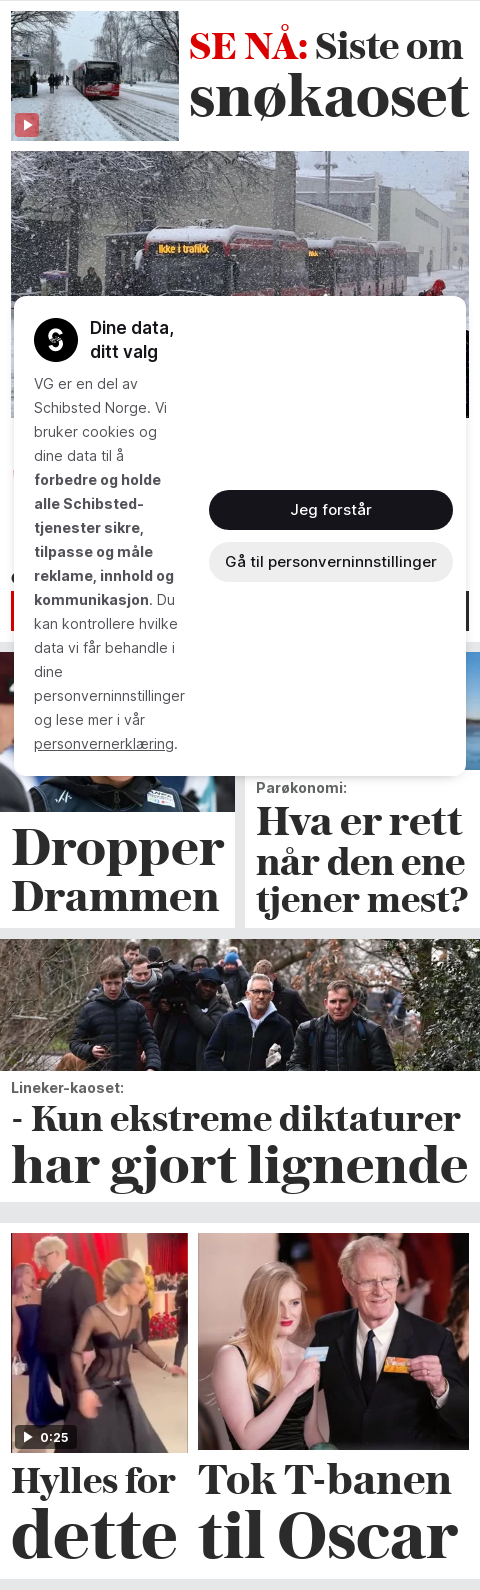 SE NÅ: Siste om
snøkaoset
Ikke i trafikk
Dine data,
ditt valg
VG er en del av
Schibsted Norge. Vi
bruker cookies og
dine data til å
forbedre og holde
alle Schibsted-
tjenester sikre,
tilpasse og måle
reklame, innhold og
kommunikasjon. Du
kan kontrollere hvilke
data vi får behandle i
dine
personverninnstillinger
og lese mer i vår
personvernerklæring.
Jeg forstår
Gå til personverninnstillinger
Dropper
Drammen
Parøkonomi:
Hva er rett
når den ene
tjener mest?
Lineker-kaoset:
- Kun ekstreme diktaturer
har gjort lignende
0:25
Hylles for
dette
Tok T-banen
til Oscar